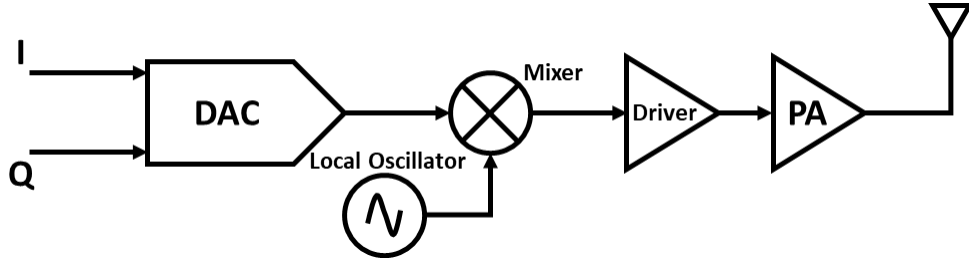 I
Mixer
DAC
Driver
PA
Local Oscillator
Q